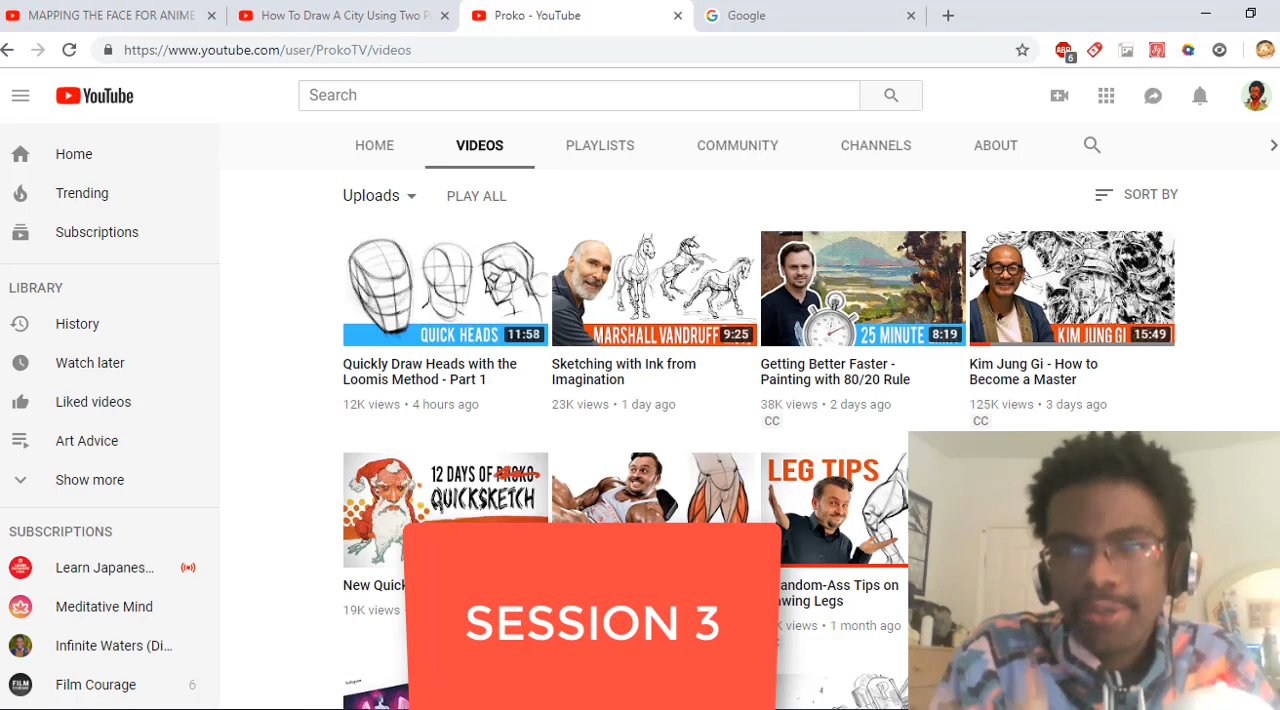 MAPPING THE FACE FOR ANIME
How To Draw A City Using Two P
Proko - YouTube
Google
https://www.youtube.com/user/ProkoTV/videos
6
YouTube
Search
HOME
VIDEOS
PLAYLISTS
COMMUNITY
CHANNELS
ABOUT
Home
Trending
Subscriptions
LIBRARY
History
Watch later
Liked videos
Art Advice
Show more
SUBSCRIPTIONS
Learn Japanes...
Meditative Mind
Infinite Waters (Di...
FILM
COURAGE
Film Courage
6
Uploads
PLAY ALL
SORT BY
QUICK HEADS
11:58
Quickly Draw Heads with the
Loomis Method - Part 1
12K views • 4 hours ago
MARSHALL VANDRUFF
9:25
Sketching with Ink from
Imagination
23K views • 1 day ago
25 MINUTE
8:19
Getting Better Faster -
Painting with 80/20 Rule
38K views • 2 days ago
CC
KIM JUNG GI
15:49
Kim Jung Gi - How to
Become a Master
125K views • 3 days ago
CC
12 DAYS OF PROKO
QUICKSKETCH
New Quick
19K views
LEG TIPS
andom-Ass Tips on
awing Legs
views • 1 month ago
SESSION 3